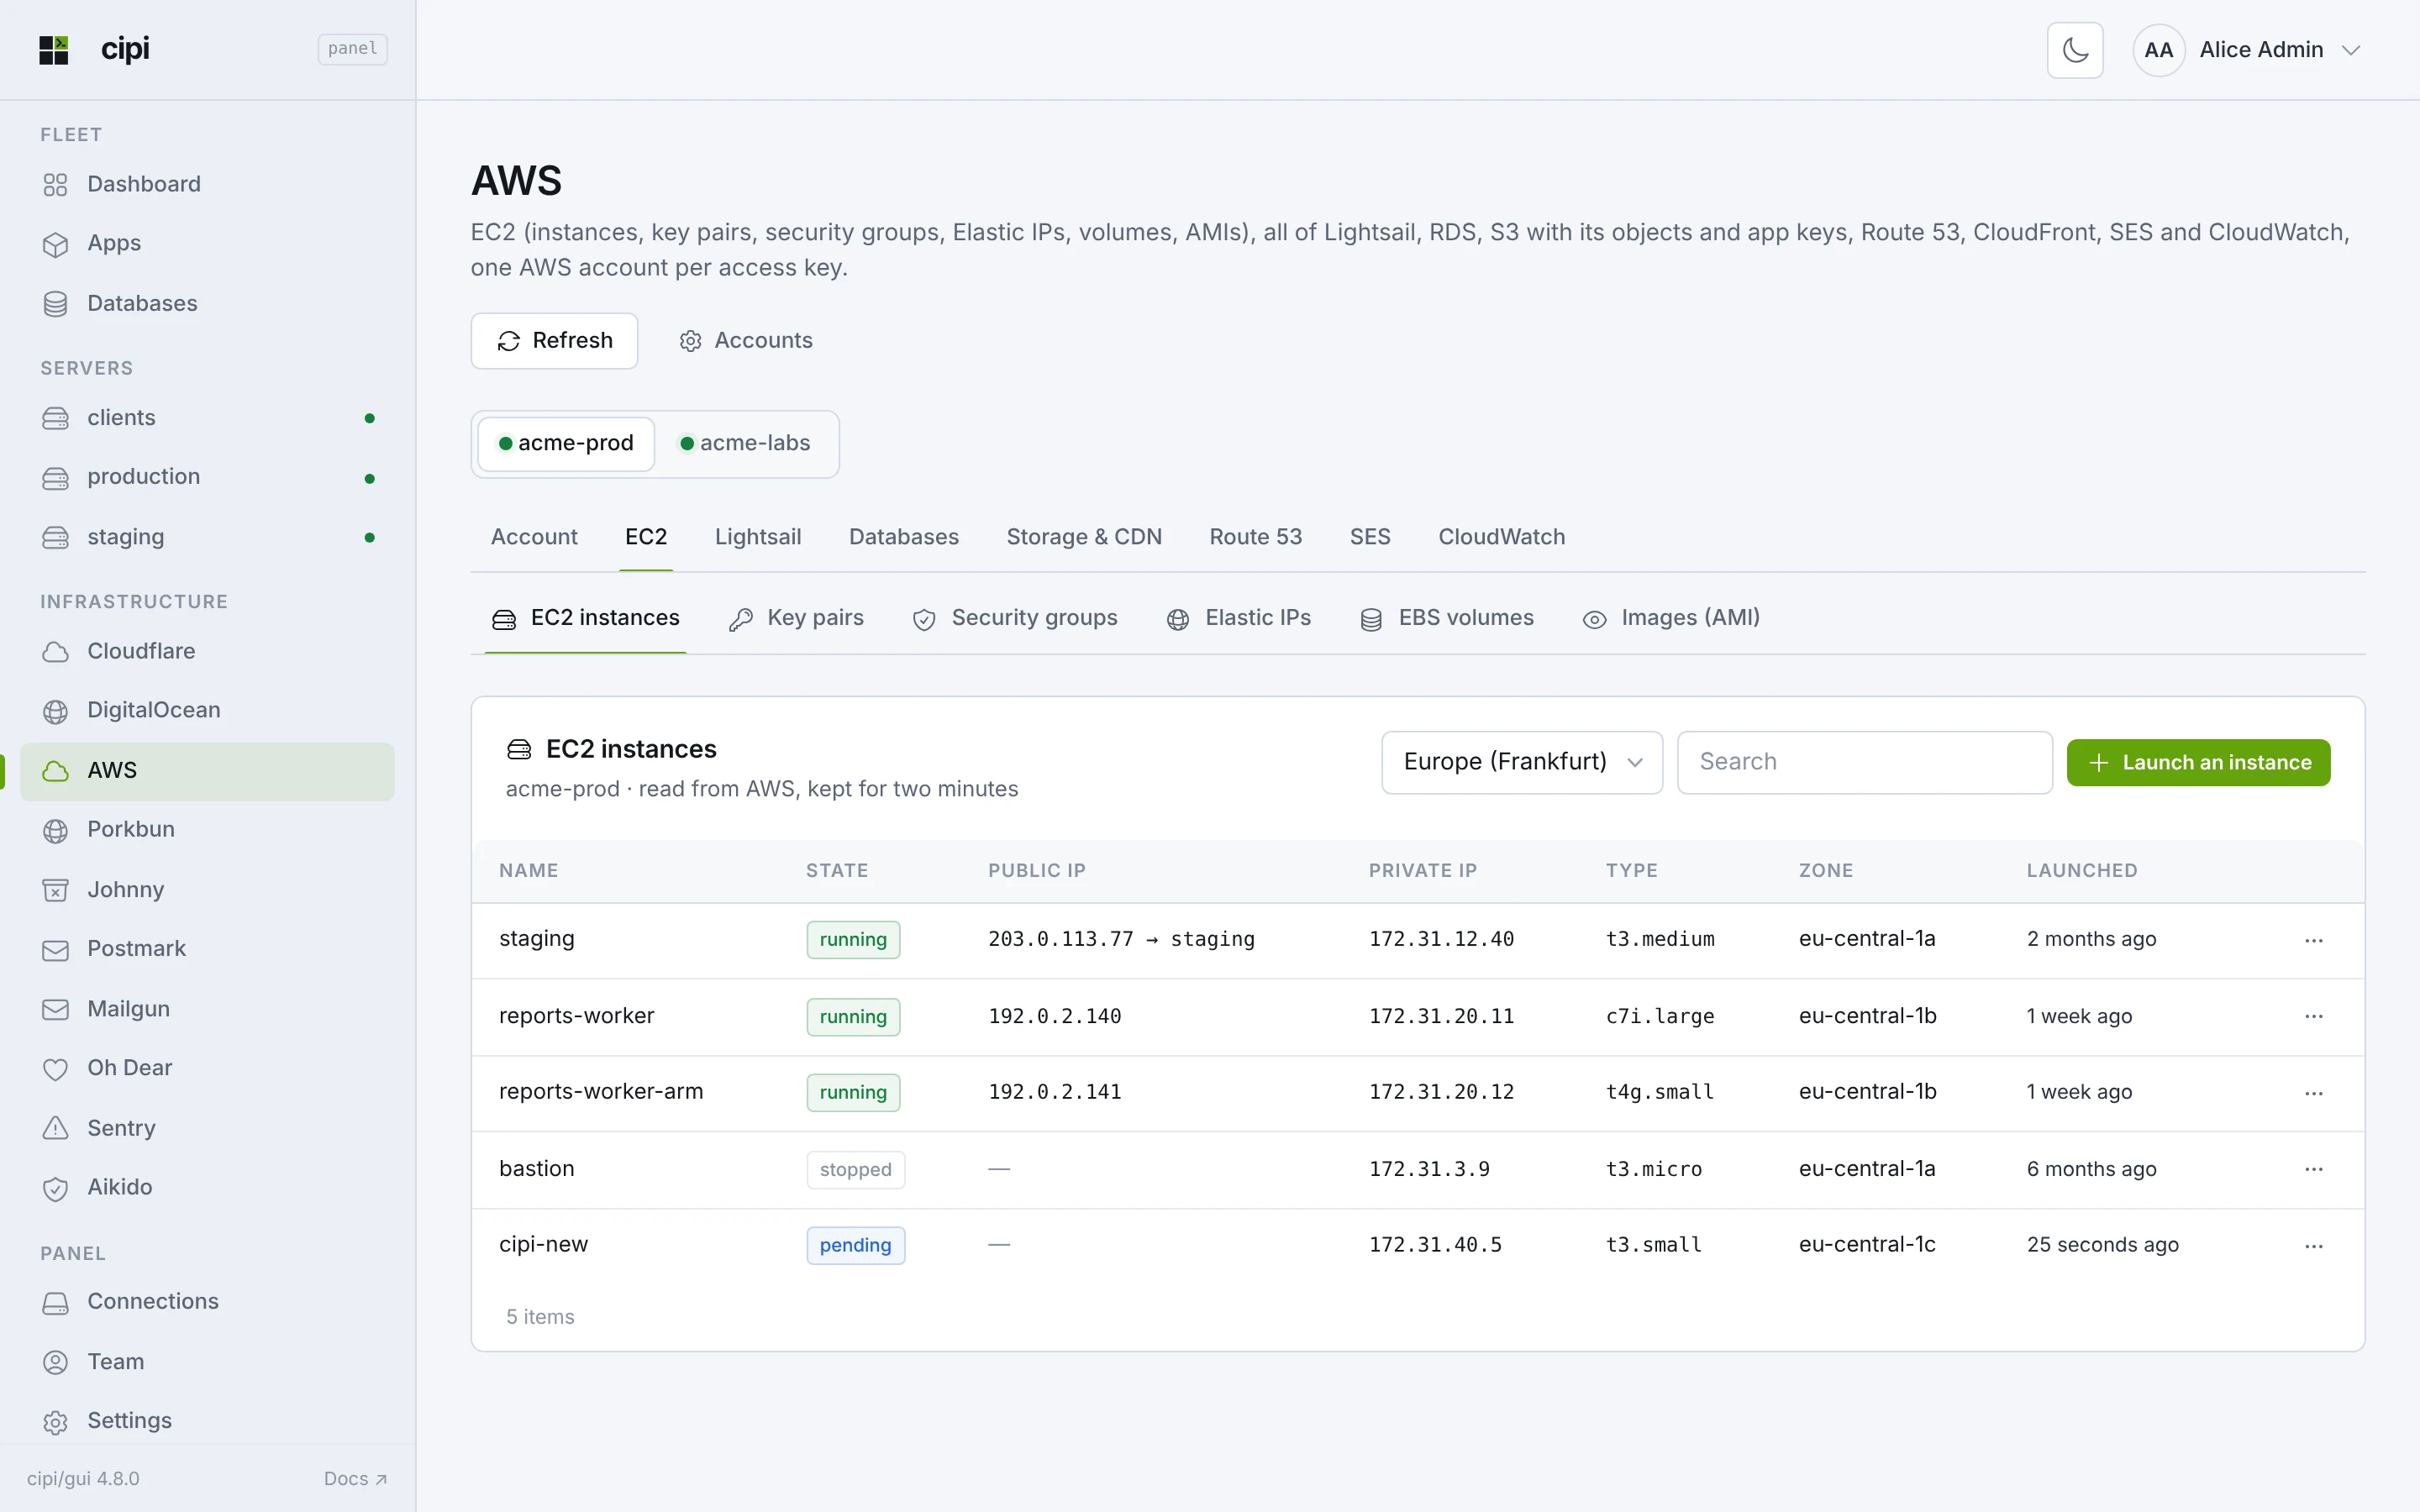 cipi
panel
FLEET
Dashboard
Apps
Databases
SERVERS
clients
production
staging
INFRASTRUCTURE
Cloudflare
DigitalOcean
AWS
Porkbun
Johnny
Postmark
Mailgun
Oh Dear
Sentry
Aikido
PANEL
Connections
Team
Settings
cipi/gui 4.8.0
Docs ↗
AA Alice Admin
AWS
EC2 (instances, key pairs, security groups, Elastic IPs, volumes, AMIs), all of Lightsail, RDS, S3 with its objects and app keys, Route 53, CloudFront, SES and CloudWatch,
one AWS account per access key.
Refresh Accounts
acme-prod acme-labs
Account EC2 Lightsail Databases Storage & CDN Route 53 SES CloudWatch
EC2 instances Key pairs Security groups Elastic IPs EBS volumes Images (AMI)
EC2 instances
acme-prod · read from AWS, kept for two minutes
Europe (Frankfurt) Search + Launch an instance
NAME STATE PUBLIC IP PRIVATE IP TYPE ZONE LAUNCHED
staging running 203.0.113.77 → staging 172.31.12.40 t3.medium eu-central-1a 2 months ago ...
reports-worker running 192.0.2.140 172.31.20.11 c7i.large eu-central-1b 1 week ago ...
reports-worker-arm running 192.0.2.141 172.31.20.12 t4g.small eu-central-1b 1 week ago ...
bastion stopped — 172.31.3.9 t3.micro eu-central-1a 6 months ago ...
cipi-new pending — 172.31.40.5 t3.small eu-central-1c 25 seconds ago ...
5 items